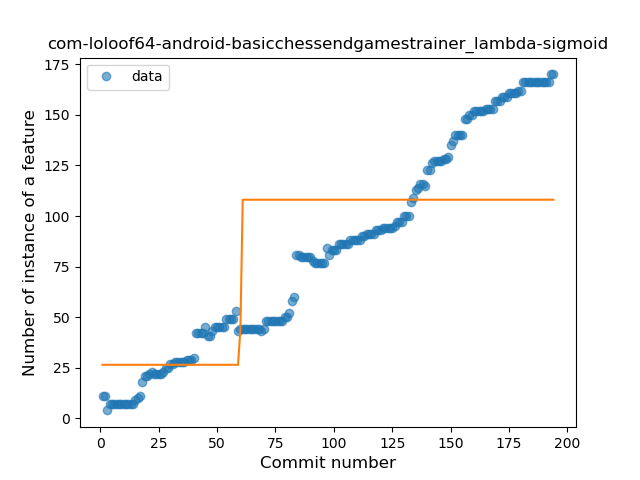 com-loloof64-android-basicchessendgamestrainer_lambda-sigmoid
data
Number of instance of a feature
175
150
125
100
75
50
25
0
0 25 50 75 100 125 150 175 200
Commit number